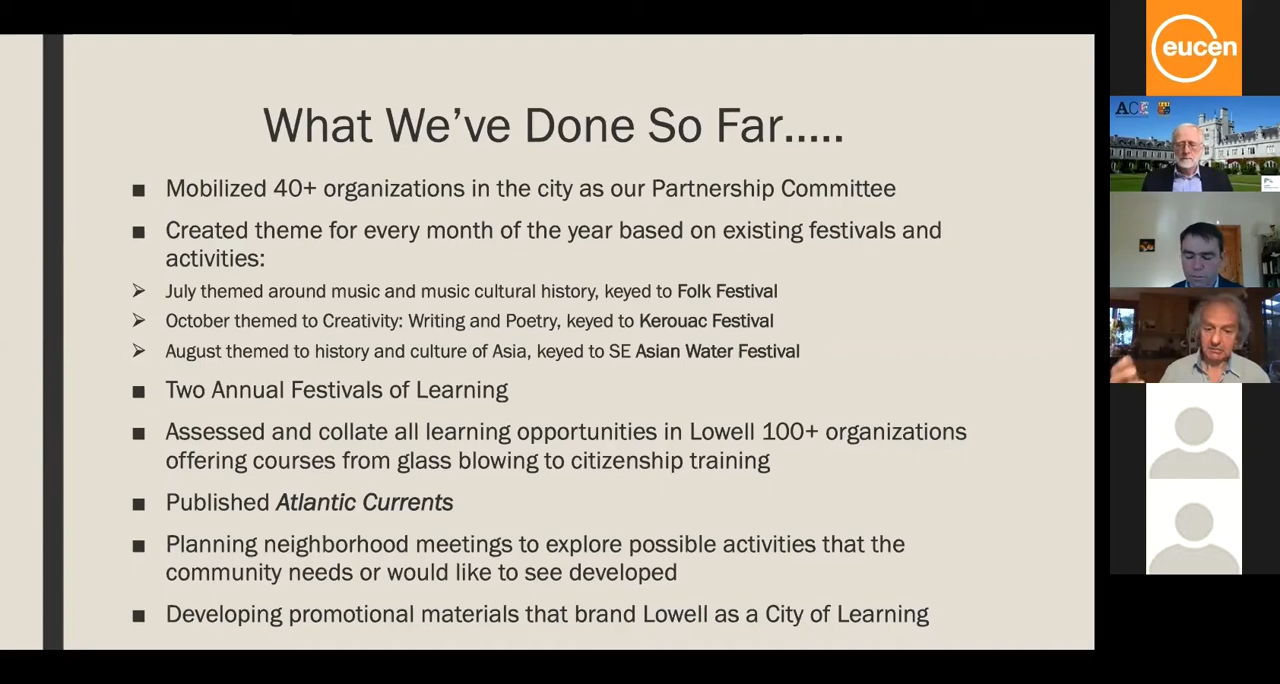 What We've Done So Far.....
■ Mobilized 40+ organizations in the city as our Partnership Committee
■ Created theme for every month of the year based on existing festivals and
activities:
➢ July themed around music and music cultural history, keyed to Folk Festival
➢ October themed to Creativity: Writing and Poetry, keyed to Kerouac Festival
➢ August themed to history and culture of Asia, keyed to SE Asian Water Festival
■ Two Annual Festivals of Learning
■ Assessed and collate all learning opportunities in Lowell 100+ organizations
offering courses from glass blowing to citizenship training
■ Published Atlantic Currents
■ Planning neighborhood meetings to explore possible activities that the
community needs or would like to see developed
■ Developing promotional materials that brand Lowell as a City of Learning
eucen
ACE